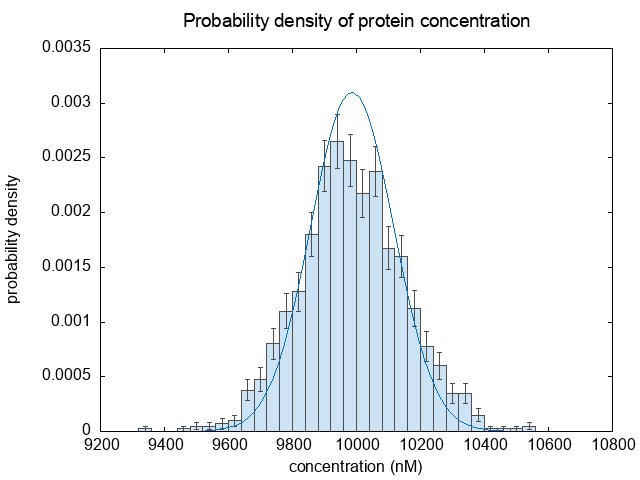 Probability density of protein concentration
0.0035
0.003
0.0025
0.002
0.0015
0.001
0.0005
0
probability density
9200 9400 9600 9800 10000 10200 10400 10600 10800
concentration (nM)